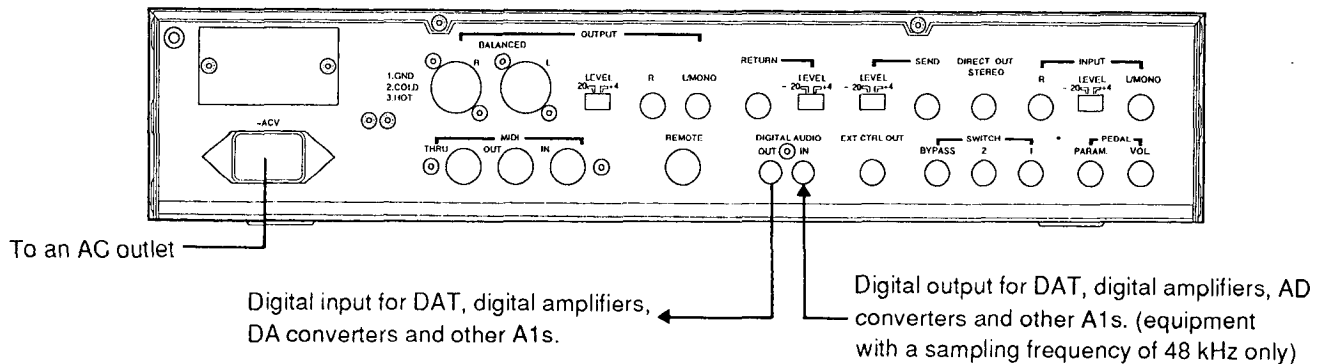 OUTPUT
BALANCED
R
L
1.GND
2.COLD
3.HOT
LEVEL
20 +4
R
L/MONO
RETURN
LEVEL
- 20 +4
LEVEL
- 20 +4
SEND
DIRECT OUT
STEREO
INPUT
R
LEVEL
- 20 +4
L/MONO
~ACV
MIDI
THRU
OUT
IN
REMOTE
DIGITAL AUDIO
OUT
IN
EXT CTRL OUT
SWITCH
BYPASS
2
1
PEDAL
PARAM.
VOL
To an AC outlet
Digital input for DAT, digital amplifiers,
DA converters and other A1s.
Digital output for DAT, digital amplifiers, AD
converters and other A1s. (equipment
with a sampling frequency of 48 kHz only)